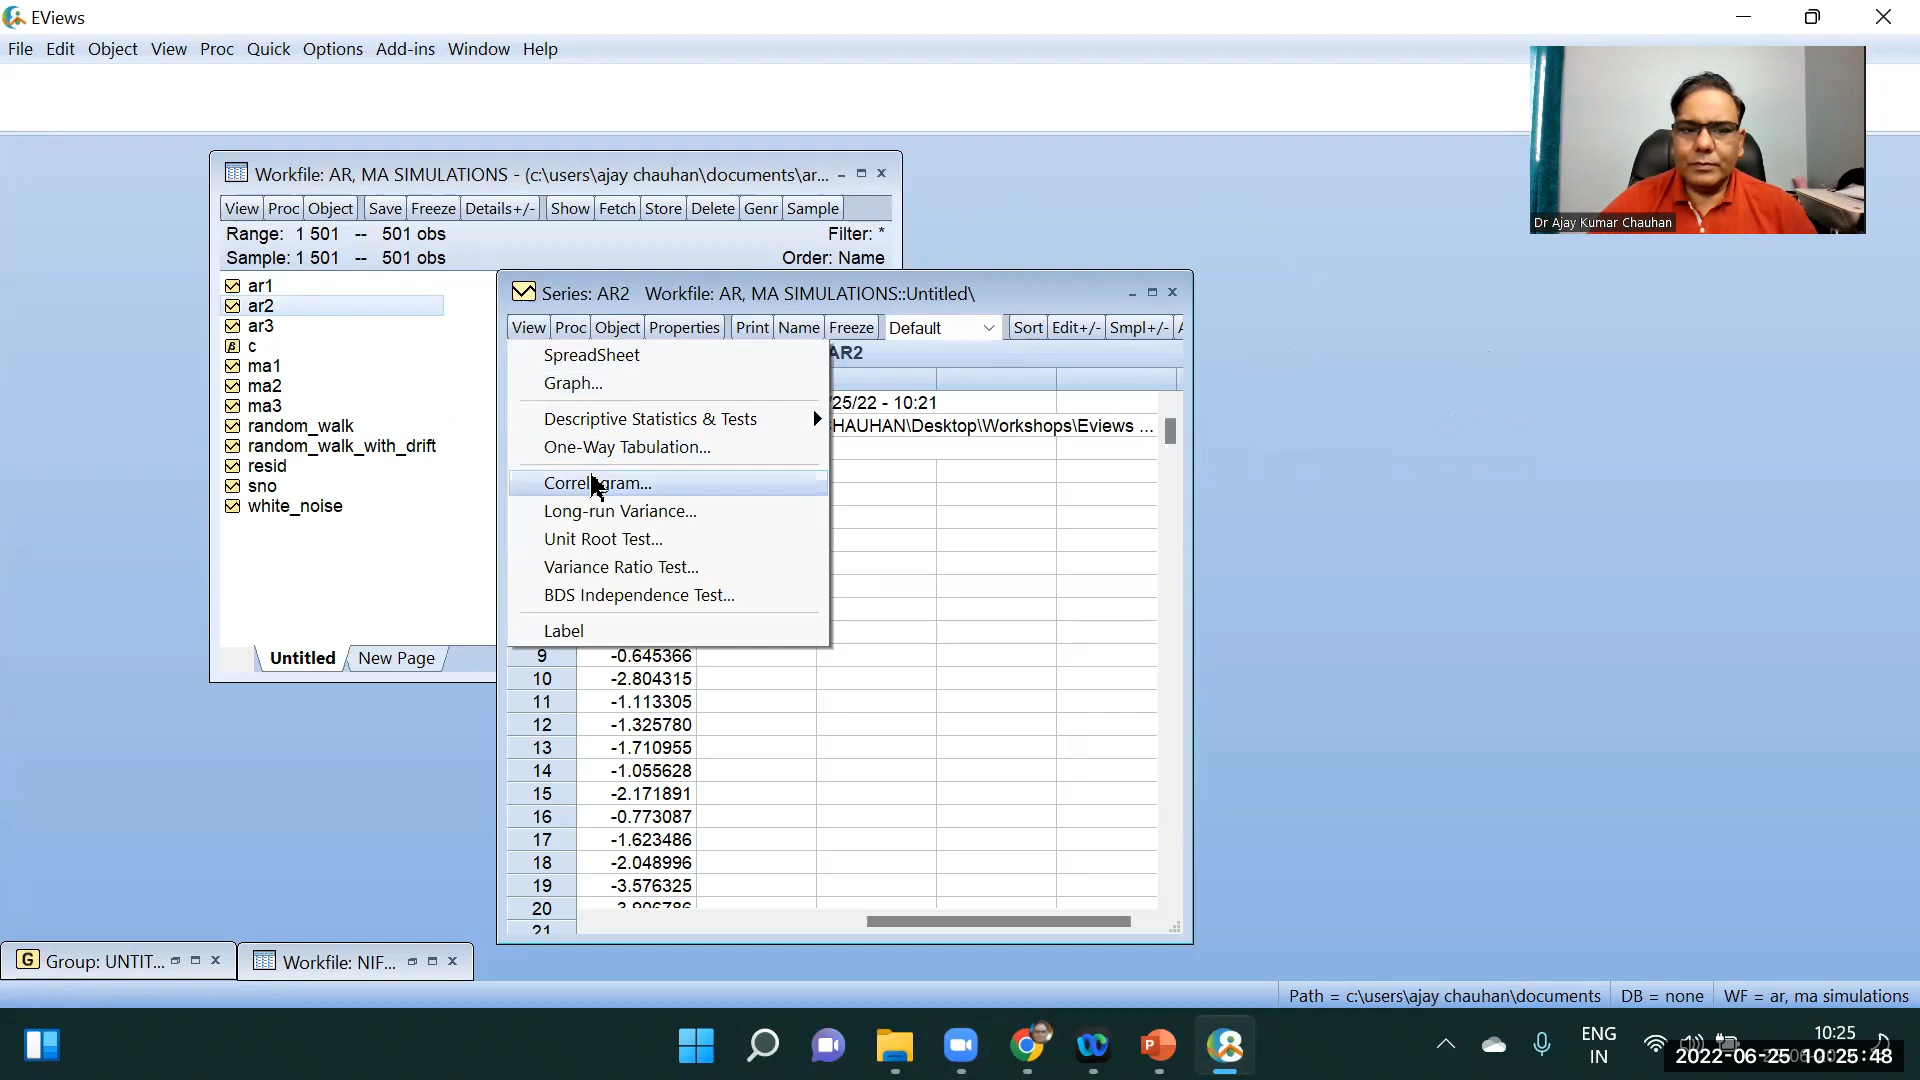 EViews
File Edit Object View Proc Quick Options Add-ins Window Help
Dr Ajay Kumar Chauhan
Workfile: AR, MA SIMULATIONS - (c:\users\ajay chauhan\documents\ar...
View Proc Object Save Freeze Details+/- Show Fetch Store Delete Genr Sample
Range: 1 501 -- 501 obs Filter: *
Sample: 1 501 -- 501 obs Order: Name
ar1
ar2
ar3
c
ma1
ma2
ma3
random_walk
random_walk_with_drift
resid
sno
white_noise
Untitled New Page
Series: AR2 Workfile: AR, MA SIMULATIONS::Untitled\
View Proc Object Properties Print Name Freeze Default Sort Edit+/- Smpl+/-
AR2
/25/22 - 10:21
HAUHAN\Desktop\Workshops\Eviews ...
SpreadSheet
Graph...
Descriptive Statistics & Tests
One-Way Tabulation...
Correlogram...
Long-run Variance...
Unit Root Test...
Variance Ratio Test...
BDS Independence Test...
Label
9 -0.645366
10 -2.804315
11 -1.113305
12 -1.325780
13 -1.710955
14 -1.055628
15 -2.171891
16 -0.773087
17 -1.623486
18 -2.048996
19 -3.576325
20
21
Group: UNTIT...
Workfile: NIF...
Path = c:\users\ajay chauhan\documents DB = none WF = ar, ma simulations
ENG
IN
10:25
2022-06-25 10:25:48